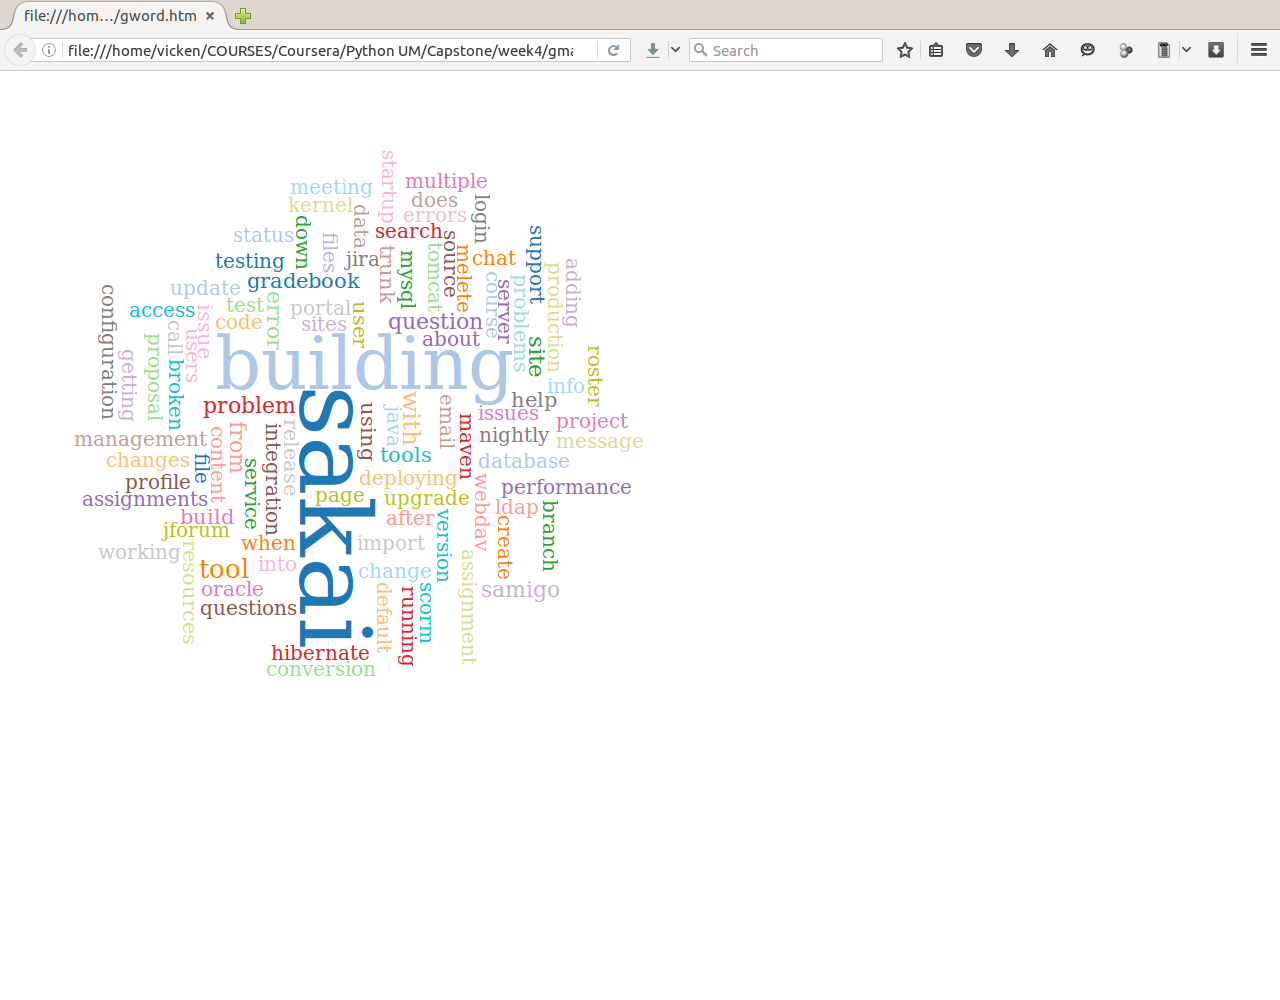 file:///hom…/gword.htm
file:///home/vicken/COURSES/Coursera/Python UM/Capstone/week4/gma
Search
startup
meeting
multiple
kernel
does
login
data
errors
down
search
status
files
source
support
jira
trunk
mysql
tomcat
melete
chat
testing
adding
gradebook
production
update
course
problems
server
configuration
access
issue
test
error
portal
user
code
sites
question
call
users
about
proposal
getting
building
site
roster
broken
info
sakai
problem
using
java
with
email
help
issues
maven
project
management
content
from
integration
release
nightly
message
tools
changes
file
service
database
profile
deploying
webdav
performance
assignments
page
upgrade
ldap
branch
build
after
version
create
jforum
working
resources
when
import
assignment
tool
into
change
oracle
default
running
scorm
samigo
questions
hibernate
conversion